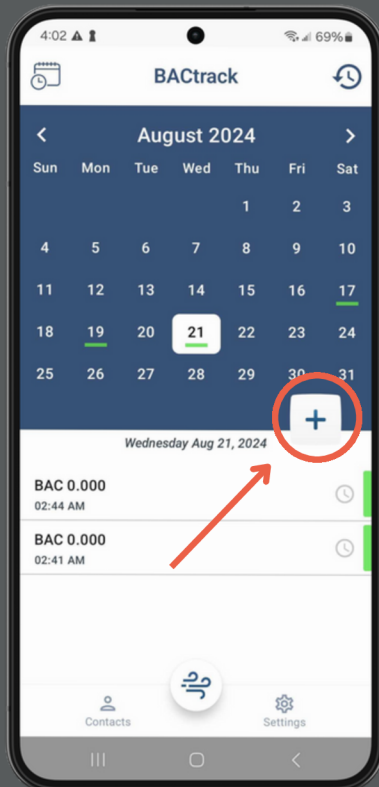 4:02 69%
BACtrack
August 2024
Sun Mon Tue Wed Thu Fri Sat
1 2 3
4 5 6 7 8 9 10
11 12 13 14 15 16 17
18 19 20 21 22 23 24
25 26 27 28 29 30 31
+
Wednesday Aug 21, 2024
BAC 0.000
02:44 AM
BAC 0.000
02:41 AM
Contacts Settings